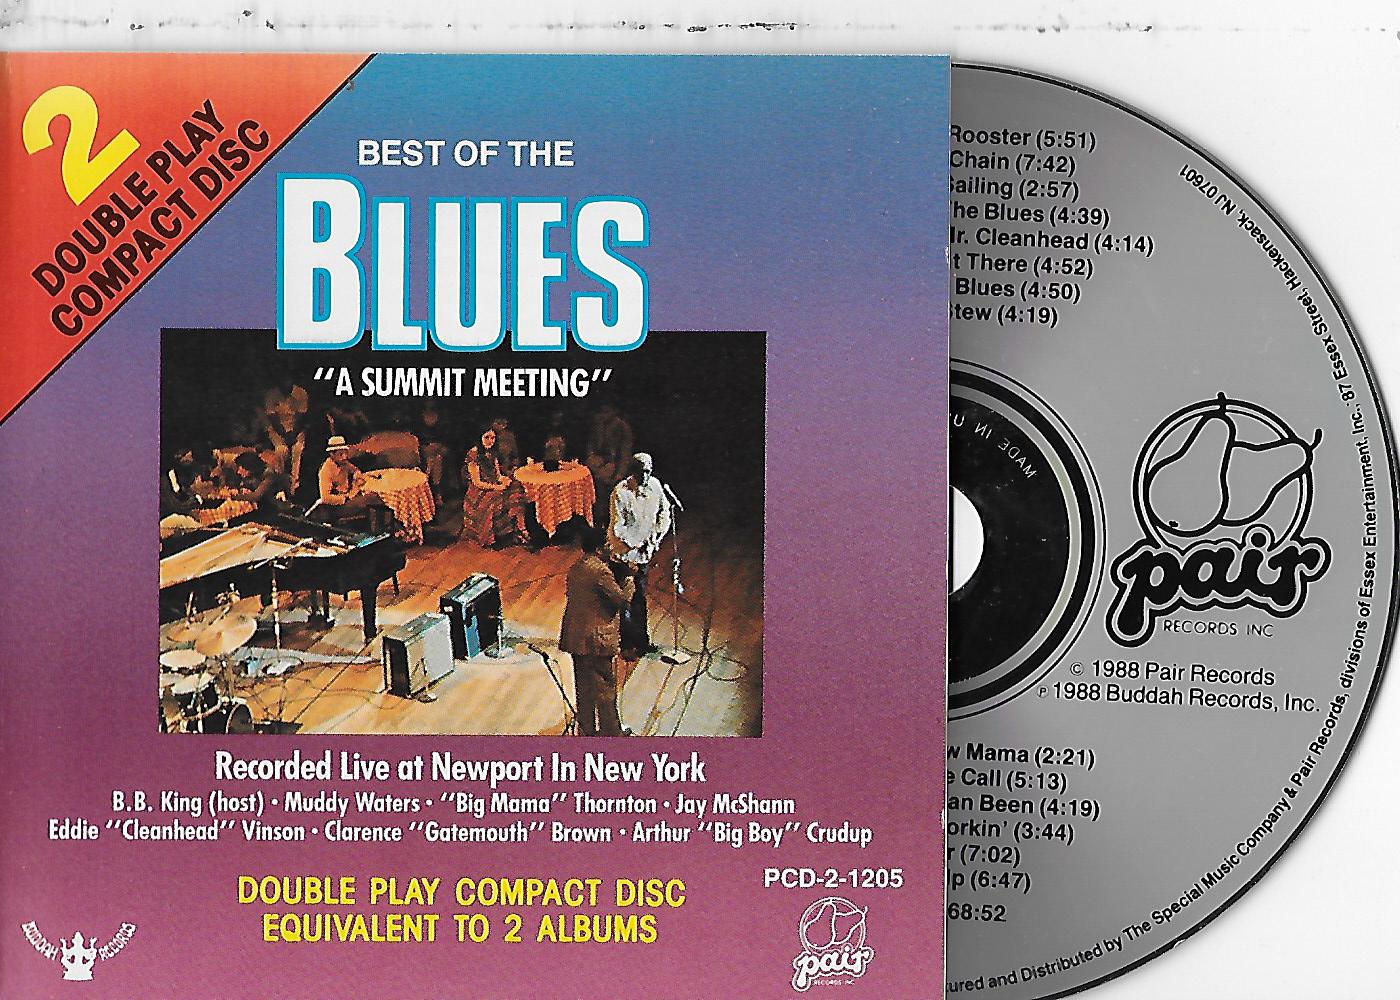 2
DOUBLE PLAY
COMPACT DISC
BEST OF THE
BLUES
"A SUMMIT MEETING"
Recorded Live at Newport In New York
B.B. King (host) • Muddy Waters • "Big Mama" Thornton • Jay McShann
Eddie "Cleanhead" Vinson • Clarence "Gatemouth" Brown • Arthur "Big Boy" Crudup
DOUBLE PLAY COMPACT DISC
EQUIVALENT TO 2 ALBUMS
PCD-2-1205
BUDDAH RECORDS
pair
RECORDS INC
Rooster (5:51)
Chain (7:42)
Sailing (2:57)
The Blues (4:39)
Mr. Cleanhead (4:14)
t There (4:52)
Blues (4:50)
Stew (4:19)
MADE IN U.
pair
RECORDS INC
© 1988 Pair Records
℗ 1988 Buddah Records, Inc.
w Mama (2:21)
e Call (5:13)
an Been (4:19)
orkin' (3:44)
r (7:02)
lp (6:47)
68:52
ured and Distributed by The Special Music Company & Pair Records, divisions of Essex Entertainment, Inc., 87 Essex Street, Hackensack, NJ 07601